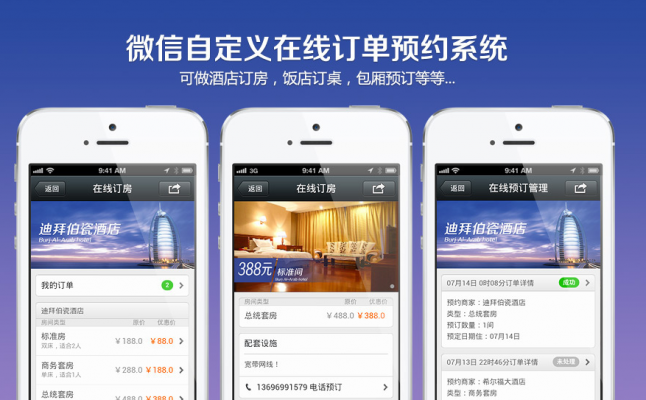 微信自定义在线订单预约系统
可做酒店订房，饭店订桌，包厢预订等等...
9:41 AM
返回
在线订房
迪拜伯瓷酒店
Burj-Al-Arab hotel
我的订单
2
迪拜伯瓷酒店
房间类型 原价 优惠价
标准房
双床，适合2人
￥188.0 ￥88.0
商务套房
单床，适合1人
￥288.0 ￥188.0
总统套房 ￥488.0 ￥388.0
3G 9:41 AM
返回
在线订房
388元 标准间
房间类型 原价 优惠价
总统套房 ￥488.0 ￥388.0
配套设施
宽带网线！
13696991579 电话预订
9:41 AM
返回
在线预订管理
迪拜伯瓷酒店
Burj-Al-Arab hotel
07月14日 0时08分订单详情 成功
预约商家：迪拜伯瓷酒店
类型：总统套房
预订数量：1间
预定日期住：07月14日
07月13日 22时46分订单详情 未处理
预约商家：希尔福大酒店
类型：商务套房